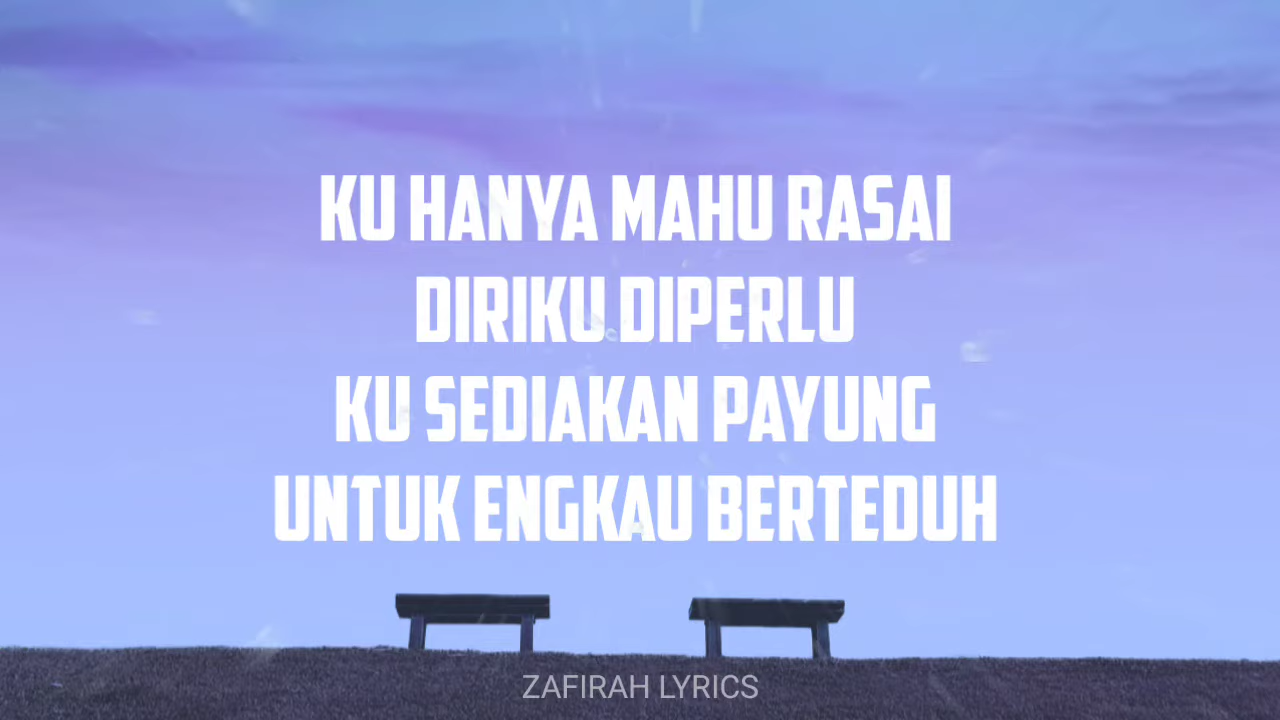 KU HANYA MAHU RASAI
DIRIKU DIPERLU
KU SEDIAKAN PAYUNG
UNTUK ENGKAU BERTEDUH
ZAFIRAH LYRICS